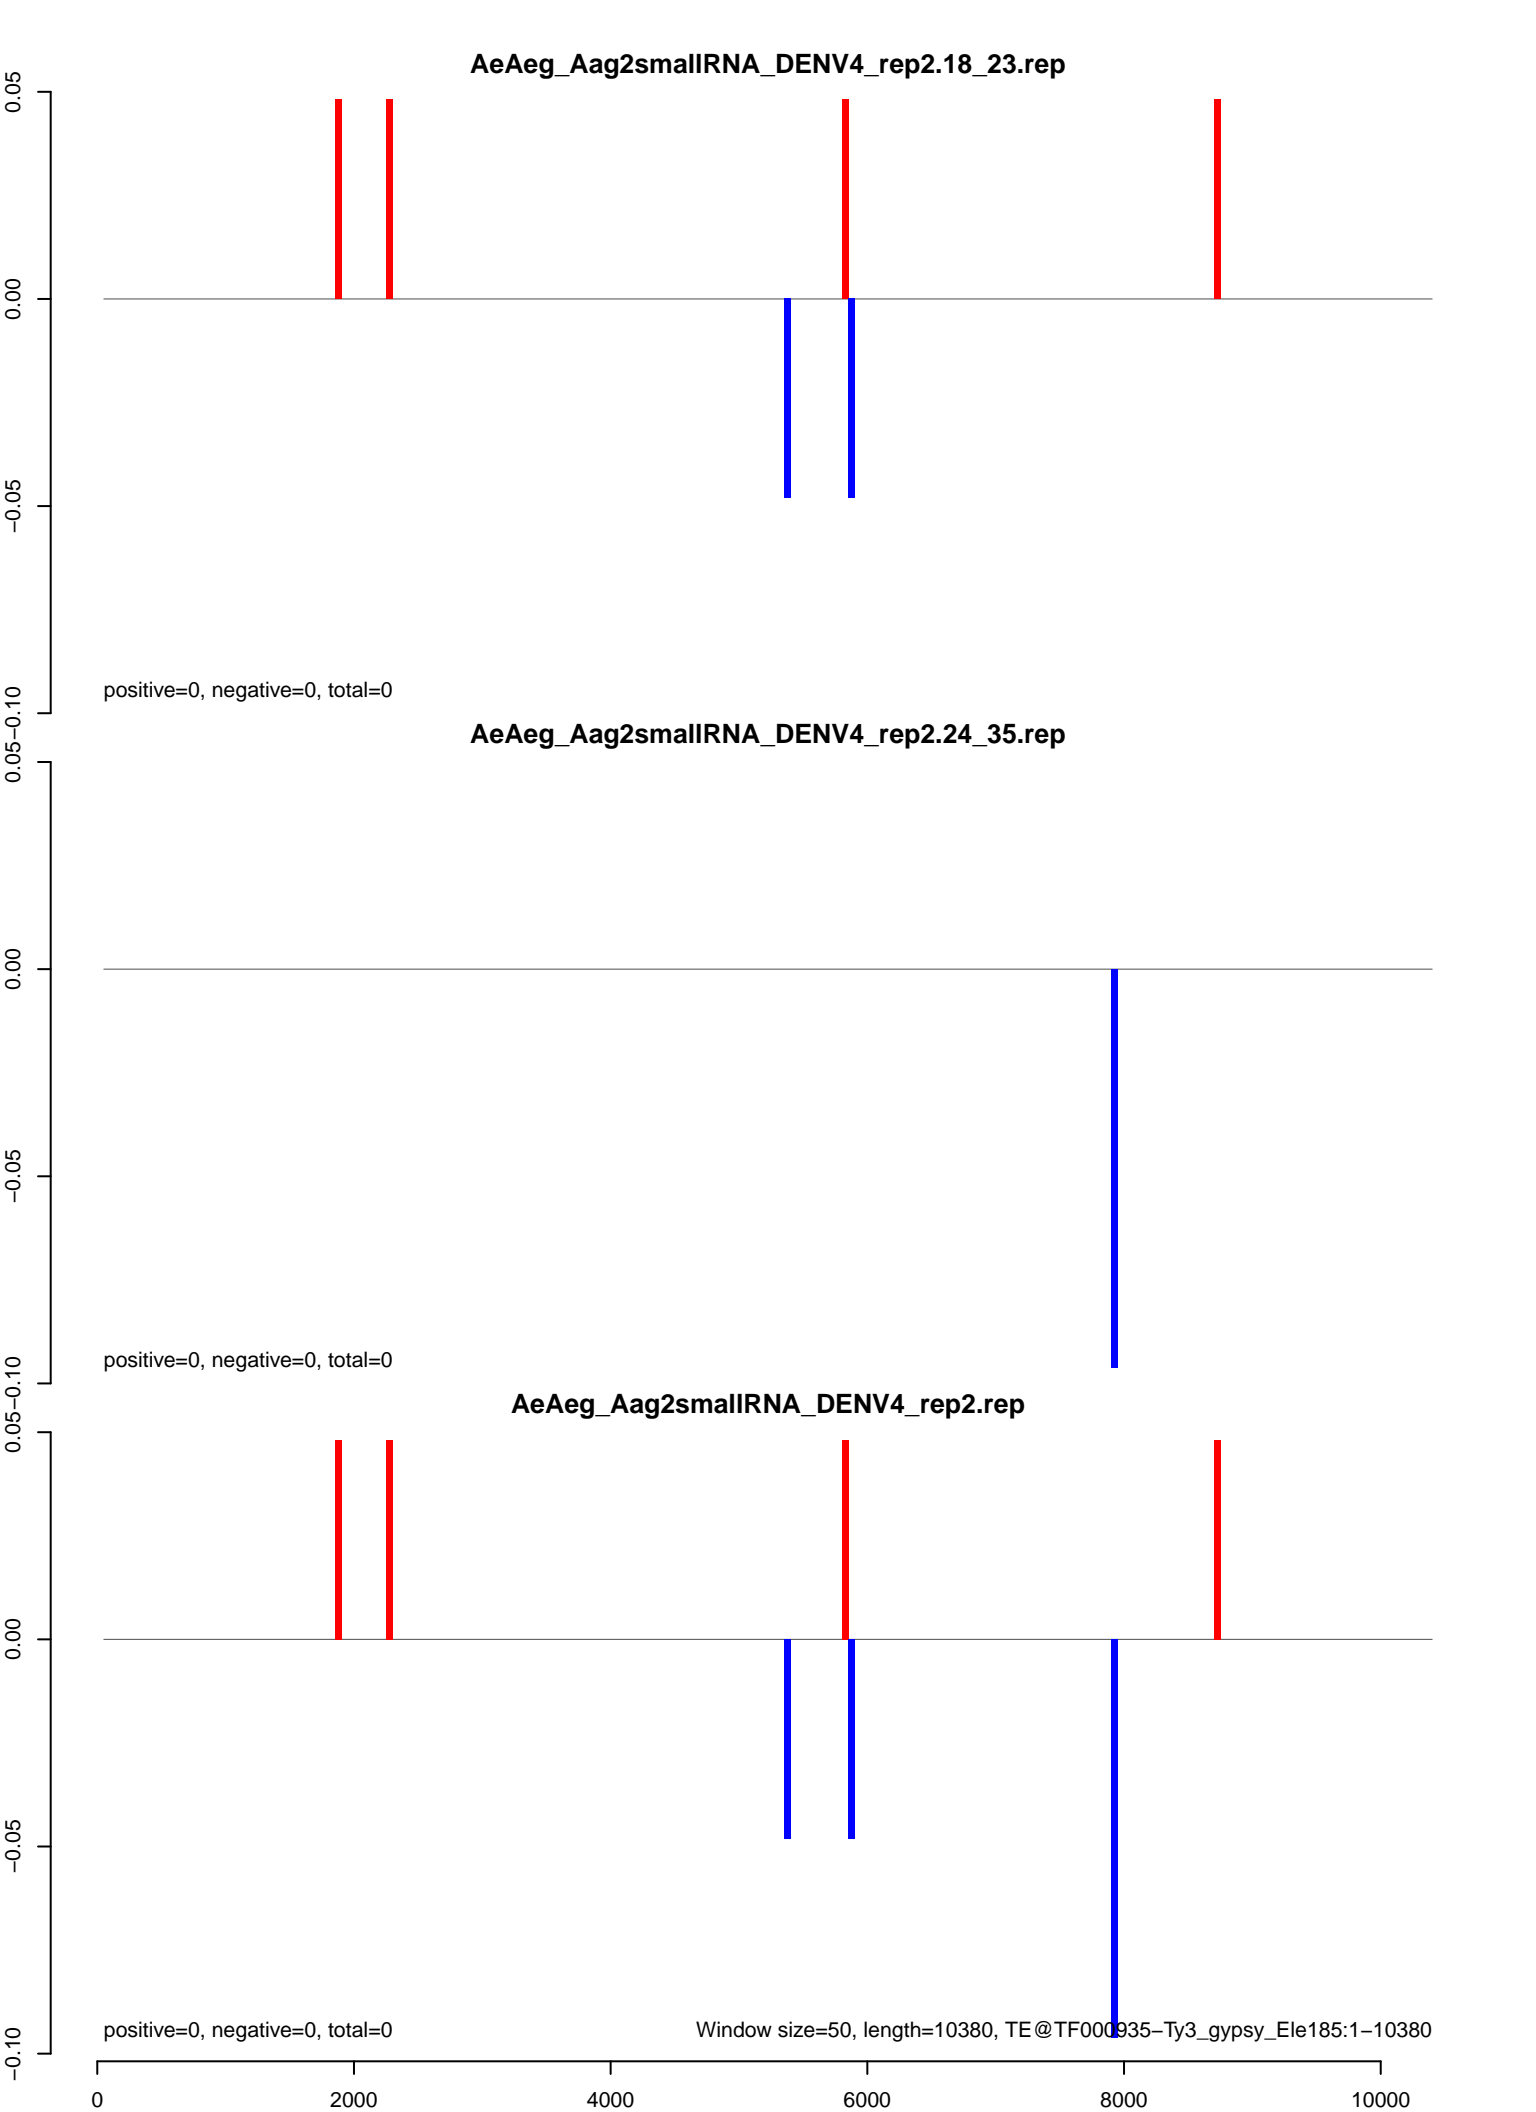 AeAeg_Aag2smallRNA_DENV4_rep2.18_23.rep
0.05
0.00
−0.05
−0.10
positive=0, negative=0, total=0
AeAeg_Aag2smallRNA_DENV4_rep2.24_35.rep
0.05
0.00
−0.05
−0.10
positive=0, negative=0, total=0
AeAeg_Aag2smallRNA_DENV4_rep2.rep
0.05
0.00
−0.05
−0.10
positive=0, negative=0, total=0
Window size=50, length=10380, TE@TF000935−Ty3_gypsy_Ele185:1−10380
0 2000 4000 6000 8000 10000